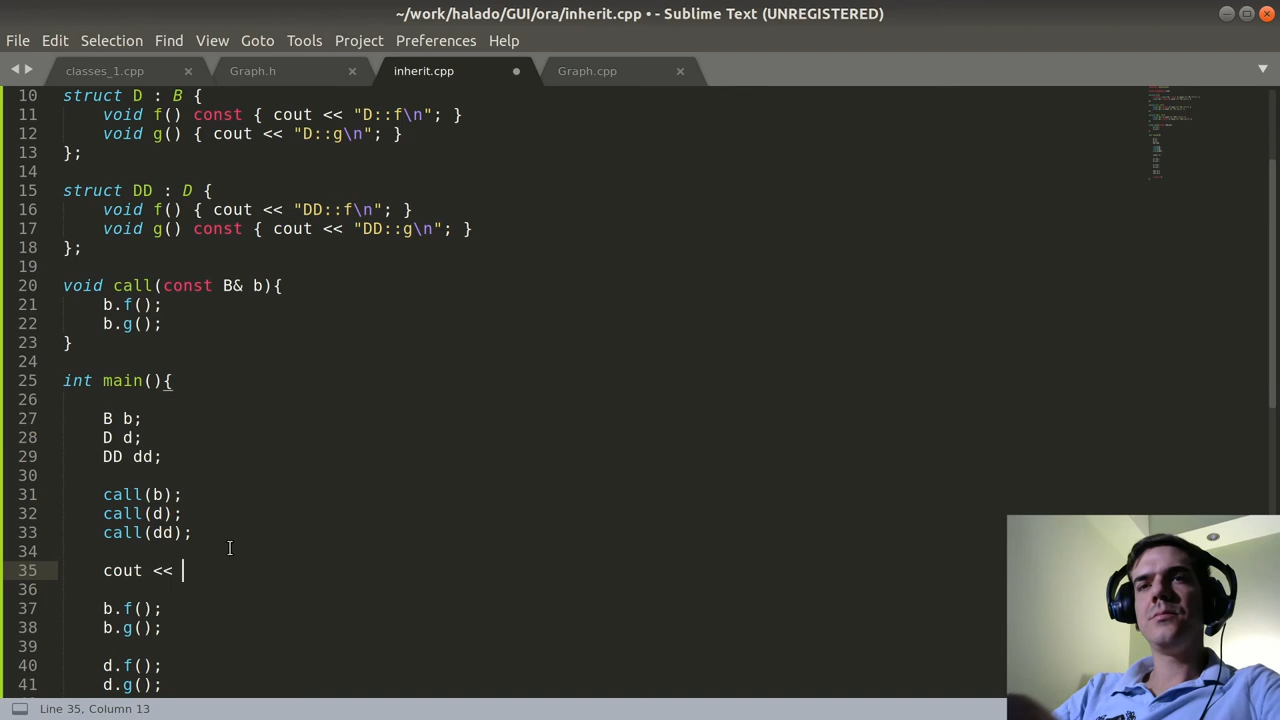 ~/work/halado/GUI/ora/inherit.cpp • - Sublime Text (UNREGISTERED)
File Edit Selection Find View Goto Tools Project Preferences Help
classes_1.cpp Graph.h inherit.cpp Graph.cpp
10 struct D : B {
11     void f() const { cout << "D::f\n"; }
12     void g() { cout << "D::g\n"; }
13 };
14
15 struct DD : D {
16     void f() { cout << "DD::f\n"; }
17     void g() const { cout << "DD::g\n"; }
18 };
19
20 void call(const B& b){
21     b.f();
22     b.g();
23 }
24
25 int main(){
26
27     B b;
28     D d;
29     DD dd;
30
31     call(b);
32     call(d);
33     call(dd);
34
35     cout <<
36
37     b.f();
38     b.g();
39
40     d.f();
41     d.g();
Line 35, Column 13